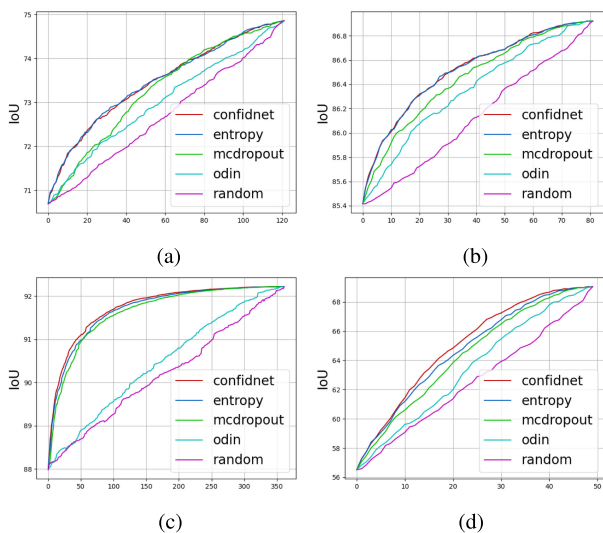 75
74
73
72
71
IoU
confidnet
entropy
mcdropout
odin
random
0 20 40 60 80 100 120
(a)
86.8
86.6
86.4
86.2
86.0
85.8
85.6
85.4
IoU
confidnet
entropy
mcdropout
odin
random
0 10 20 30 40 50 60 70 80
(b)
92
91
90
89
88
IoU
confidnet
entropy
mcdropout
odin
random
0 50 100 150 200 250 300 350
(c)
68
66
64
62
60
58
56
IoU
confidnet
entropy
mcdropout
odin
random
0 10 20 30 40 50
(d)